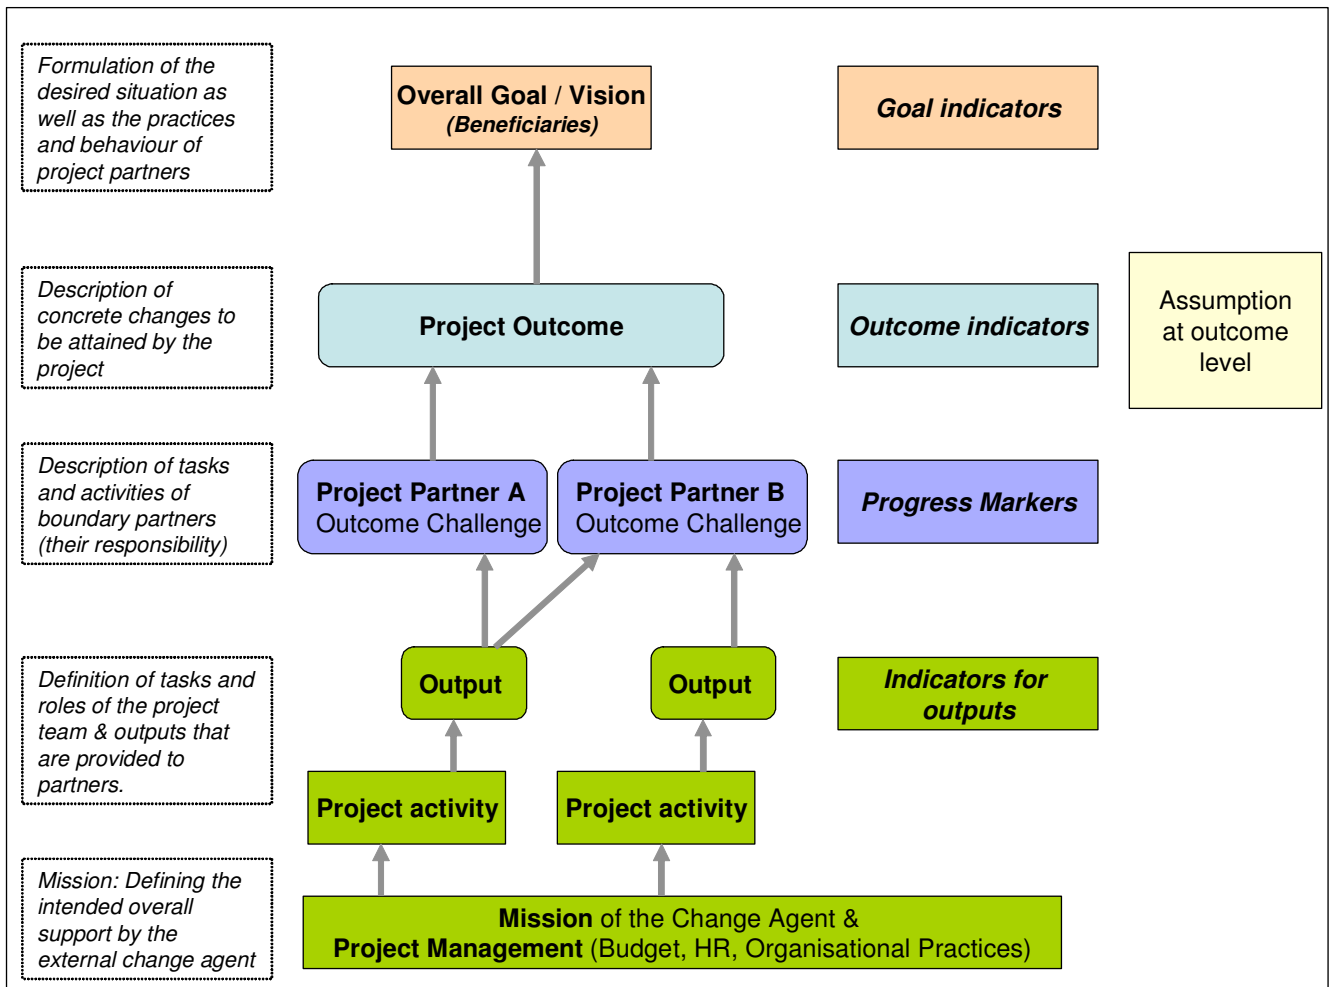 Formulation of the
desired situation as
well as the practices
and behaviour of
project partners
Overall Goal / Vision
(Beneficiaries)
Goal indicators
Description of
concrete changes to
be attained by the
project
Project Outcome
Outcome indicators
Assumption
at outcome
level
Description of tasks
and activities of
boundary partners
(their responsibility)
Project Partner A
Outcome Challenge
Project Partner B
Outcome Challenge
Progress Markers
Definition of tasks and
roles of the project
team & outputs that
are provided to
partners.
Output
Output
Indicators for
outputs
Project activity
Project activity
Mission: Defining the
intended overall
support by the
external change agent
Mission of the Change Agent &
Project Management (Budget, HR, Organisational Practices)